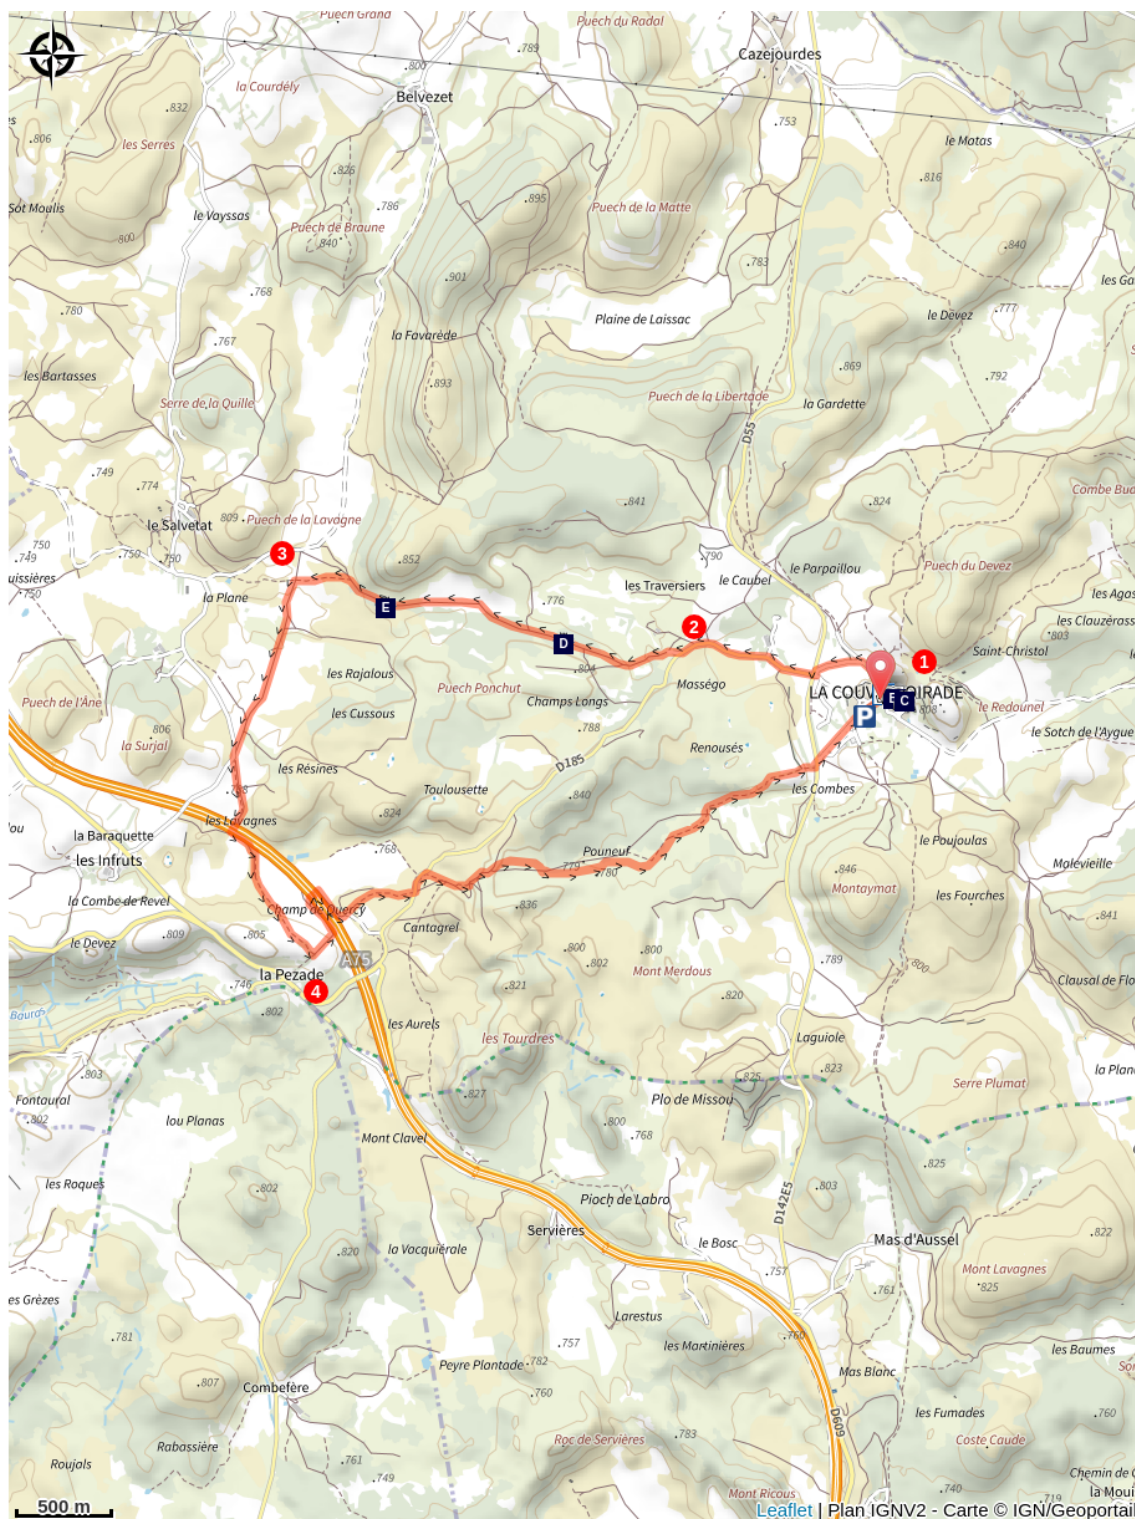 Puech Grand
Puech du Radal
Cazejourdes
.789
.800
la Courdély
Belvezet
.832
.753
.806
les Serres
le Matas
.826
.816
.895
Sot Moulis
.786
le Vayssas
Puech de la Matte
Puech de Braune
.840
800
.840
.783
.901
.768
.780
.777
le Devez
Plaine de Laissac
la Favarède
.767
.869
les Bartasses
.893
.792
Puech de la Libertade
Serre de la Quille
la Gardette
D55
.749
.774
.841
.824
Combe Bu
809
Puech de la Lavagne
le Salvetat
750
.749
.750
.750
3
.852
.790
le Parpaillou
Puech du Devez
uissières
.750
le Caubel
les Traversiers
la Plane
E
.776
les Agas
les Clauzérass
2
.803
D
Saint-Christol
1
.804
les Rajalous
Masségo
Puech Ponchut
LA COUVERTOIRADE
Puech de l'Âne
Champs Longs
B
C
808
le Redounel
les Cussous
P
.788
.806
le Sotch de l'Aygue
la Surjal
Renousés
les Résines
D185
Toulousette
.840
les Combes
.824
les Lavagnes
la Baraquette
.768
Pouneuf
le Poujoulas
les Infruts
779
.780
.846
Malevieille
Montaymat
les Fourches
la Combe de Revel
Champ de Quercy
.836
.841
Cantagrel
.809
.805
le Devez
.800
.800
A75
.789
.802
800
la Pezade
Mont Merdous
Clausal de Flo
.746
.821
4
.820
Bouras
.802
les Aurels
Laguiole
les Tourdres
.803
.825
.823
la Plan
Serre Plumat
Fontaural
.827
Plo de Missou
.802
lou Planas
.800
.768
Mont Clavel
.825
les Roques
.802
.803
D142E5
Pioch de Labro
Servières
.822
le Bosc
Mas d'Aussel
.820
la Vacquiérale
.757
Mont Lavagnes
es Grèzes
.761
.825
Larestus
.781
.757
.760
les Martinières
les Baumes
Peyre Plantade
.782
Mas Blanc
.807
Combefère
.760
les Fumades
.760
D609
.783
Roc de Servières
Coste Caude
Rabassière
.761
Roujals
.749
Chemin de
.740
la Moui
Mont Ricous
.719
500 m
Leaflet | Plan IGNV2 - Carte © IGN/Geoportail